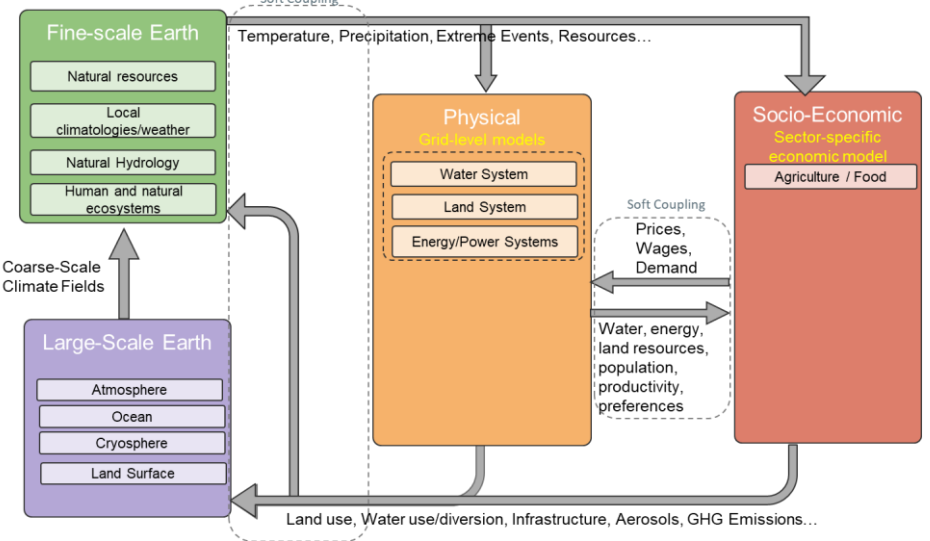 Soft Coupling
Fine-scale Earth
Natural resources
Local
climatologies/weather
Natural Hydrology
Human and natural
ecosystems
Temperature, Precipitation, Extreme Events, Resources…
Physical
Grid-level models
Water System
Land System
Energy/Power Systems
Socio-Economic
Sector-specific
economic model
Agriculture / Food
Soft Coupling
Prices,
Wages,
Demand
Water, energy,
land resources,
population,
productivity,
preferences
Coarse-Scale
Climate Fields
Large-Scale Earth
Atmosphere
Ocean
Cryosphere
Land Surface
Land use, Water use/diversion, Infrastructure, Aerosols, GHG Emissions…